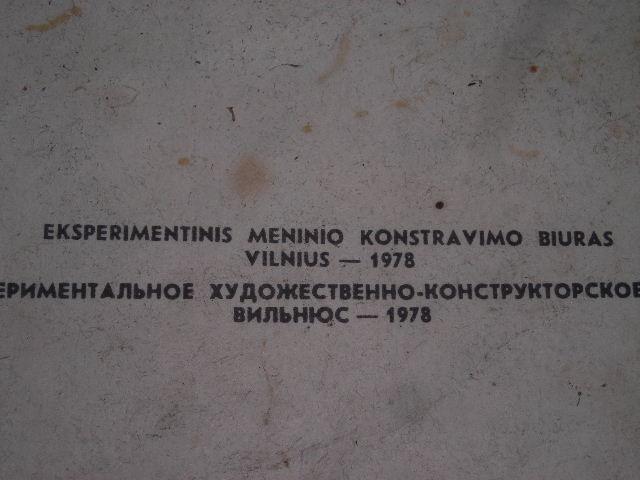 EKSPERIMENTINIS MENINIO KONSTRAVIMO BIURAS
VILNIUS — 1978
ЕРИМЕНТАЛЬНОЕ ХУДОЖЕСТВЕННО-КОНСТРУКТОРСКОЕ
ВИЛЬНЮС — 1978